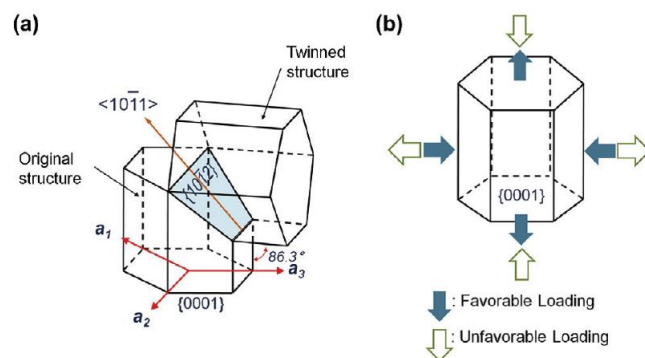 (a)
Twinned
structure
<101̄1>
Original
structure
{101̄2}
a1
86.3°
a3
{0001}
a2
(b)
{0001}
: Favorable Loading
: Unfavorable Loading